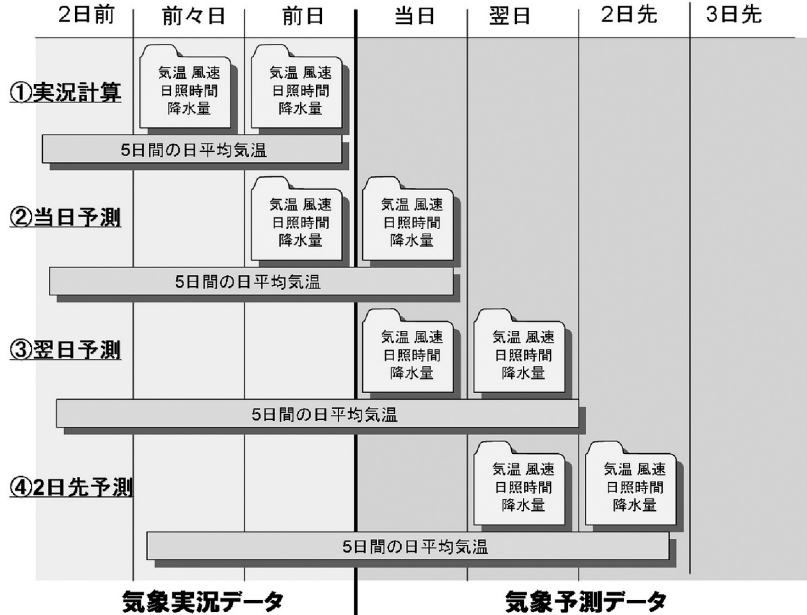 2日前 前々日 前日 当日 翌日 2日先 3日先
①実況計算
気温 風速
日照時間
降水量
気温 風速
日照時間
降水量
5日間の日平均気温
②当日予測
気温 風速
日照時間
降水量
気温 風速
日照時間
降水量
5日間の日平均気温
③翌日予測
気温 風速
日照時間
降水量
気温 風速
日照時間
降水量
5日間の日平均気温
④2日先予測
気温 風速
日照時間
降水量
気温 風速
日照時間
降水量
5日間の日平均気温
気象実況データ 気象予測データ